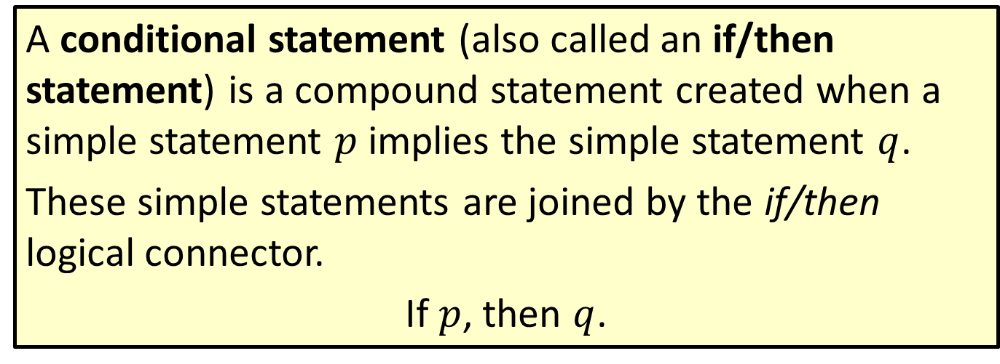 A conditional statement (also called an if/then
statement) is a compound statement created when a
simple statement p implies the simple statement q.
These simple statements are joined by the if/then
logical connector.
If p, then q.